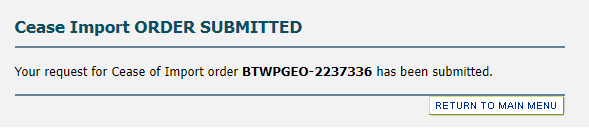 Cease Import ORDER SUBMITTED
Your request for Cease of Import order BTWPGEO-2237336 has been submitted.
RETURN TO MAIN MENU